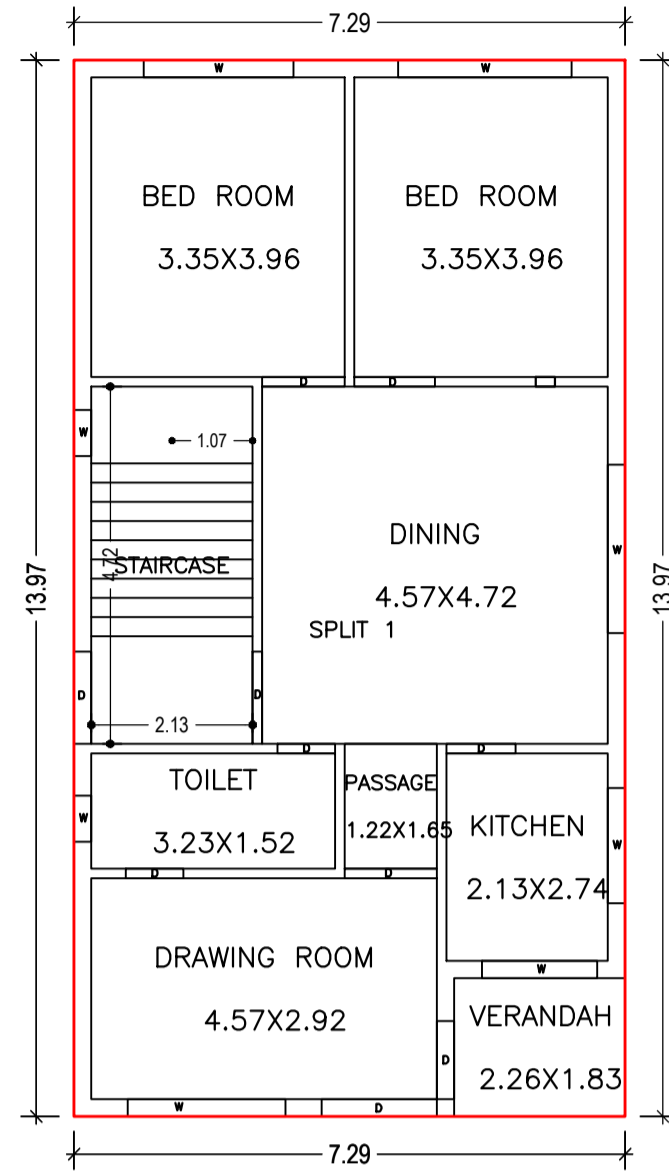 7.29
W
W
BED ROOM
BED ROOM
3.35X3.96
3.35X3.96
D
D
W
1.07
DINING
13.97
4.72
STAIRCASE
W
13.97
4.57X4.72
SPLIT 1
D
D
2.13
D
D
TOILET
PASSAGE
W
1.22X1.65
KITCHEN
W
3.23X1.52
D
D
2.13X2.74
DRAWING ROOM
W
4.57X2.92
VERANDAH
D
2.26X1.83
W
D
7.29